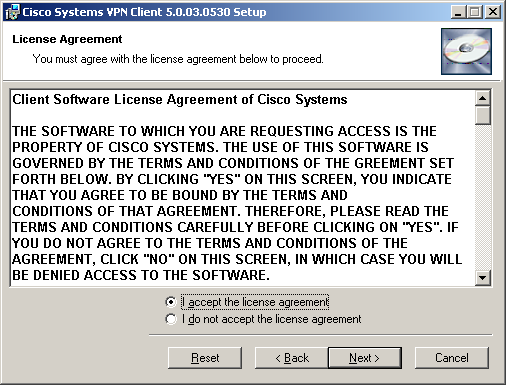 Cisco Systems VPN Client 5.0.03.0530 Setup
License Agreement
You must agree with the license agreement below to proceed.
Client Software License Agreement of Cisco Systems
THE SOFTWARE TO WHICH YOU ARE REQUESTING ACCESS IS THE
PROPERTY OF CISCO SYSTEMS. THE USE OF THIS SOFTWARE IS
GOVERNED BY THE TERMS AND CONDITIONS OF THE GREEMENT SET
FORTH BELOW. BY CLICKING "YES" ON THIS SCREEN, YOU INDICATE
THAT YOU AGREE TO BE BOUND BY THE TERMS AND
CONDITIONS OF THAT AGREEMENT. THEREFORE, PLEASE READ THE
TERMS AND CONDITIONS CAREFULLY BEFORE CLICKING ON "YES". IF
YOU DO NOT AGREE TO THE TERMS AND CONDITIONS OF THE
AGREEMENT, CLICK "NO" ON THIS SCREEN, IN WHICH CASE YOU WILL
BE DENIED ACCESS TO THE SOFTWARE.
I accept the license agreement
I do not accept the license agreement
Reset
< Back
Next >
Cancel